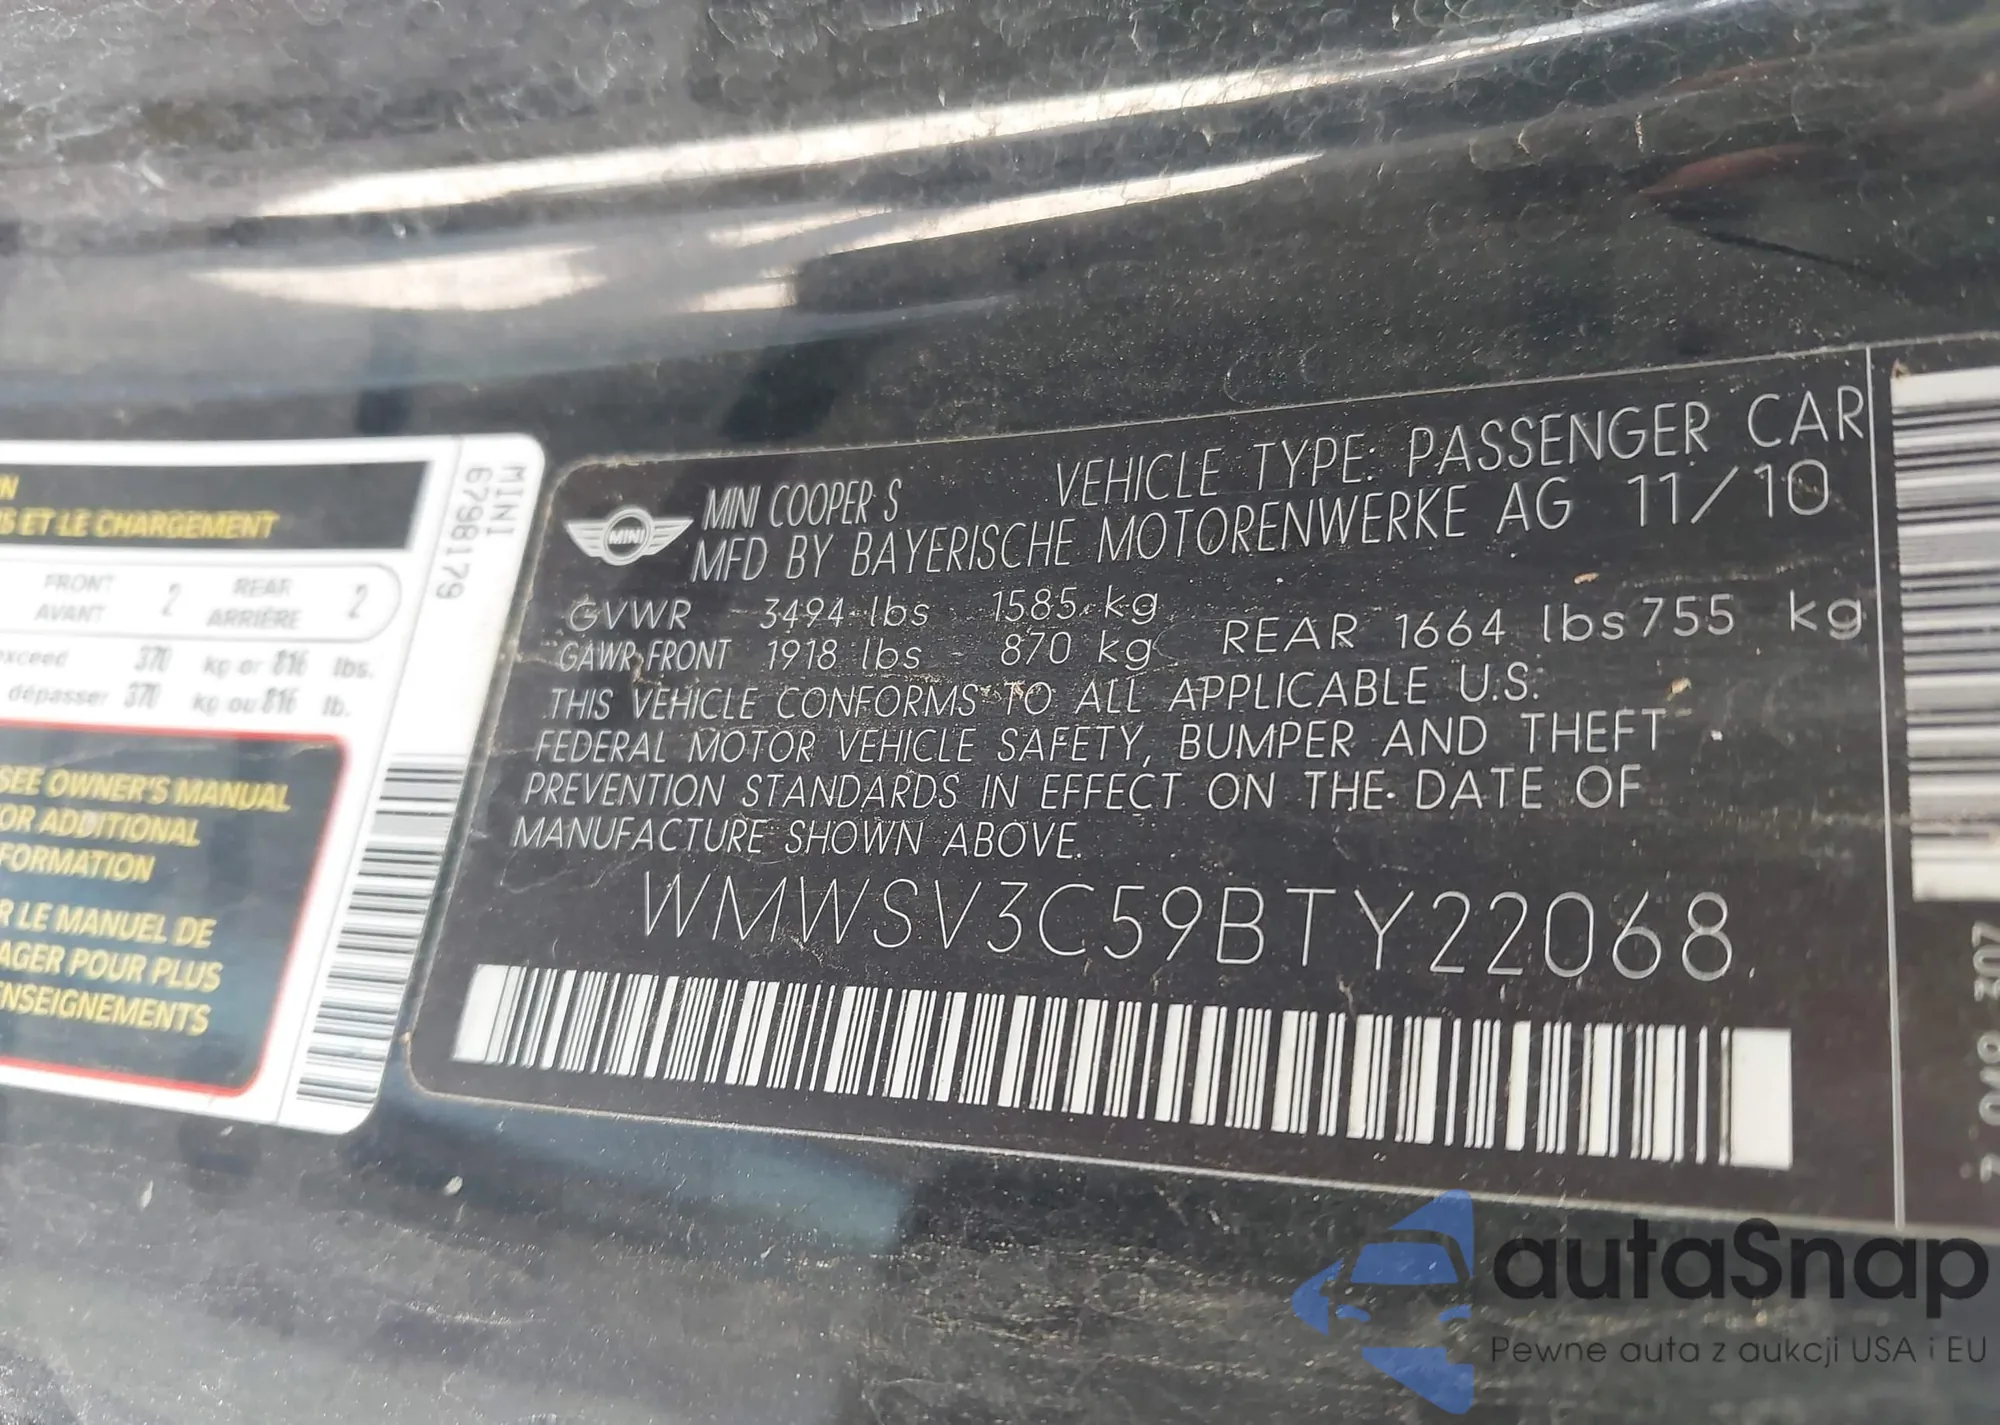 MINI
6798179
N
S ET LE CHARGEMENT
FRONT 2 REAR 2
AVANT ARRIÈRE
exceed 370 kg or 816 lbs.
dépasser 370 kg ou 816 lb.
SEE OWNER'S MANUAL
OR ADDITIONAL
FORMATION
R LE MANUEL DE
AGER POUR PLUS
ENSEIGNEMENTS
MINI
MINI COOPER S VEHICLE TYPE: PASSENGER CAR
MFD BY BAYERISCHE MOTORENWERKE AG 11/10
GVWR 3494 lbs 1585 kg
GAWR FRONT 1918 lbs 870 kg REAR 1664 lbs 755 kg
THIS VEHICLE CONFORMS TO ALL APPLICABLE U.S.
FEDERAL MOTOR VEHICLE SAFETY, BUMPER AND THEFT
PREVENTION STANDARDS IN EFFECT ON THE DATE OF
MANUFACTURE SHOWN ABOVE.
WMWSV3C59BTY22068
7 048 307
autaSnap
Pewne auta z aukcji USA i EU